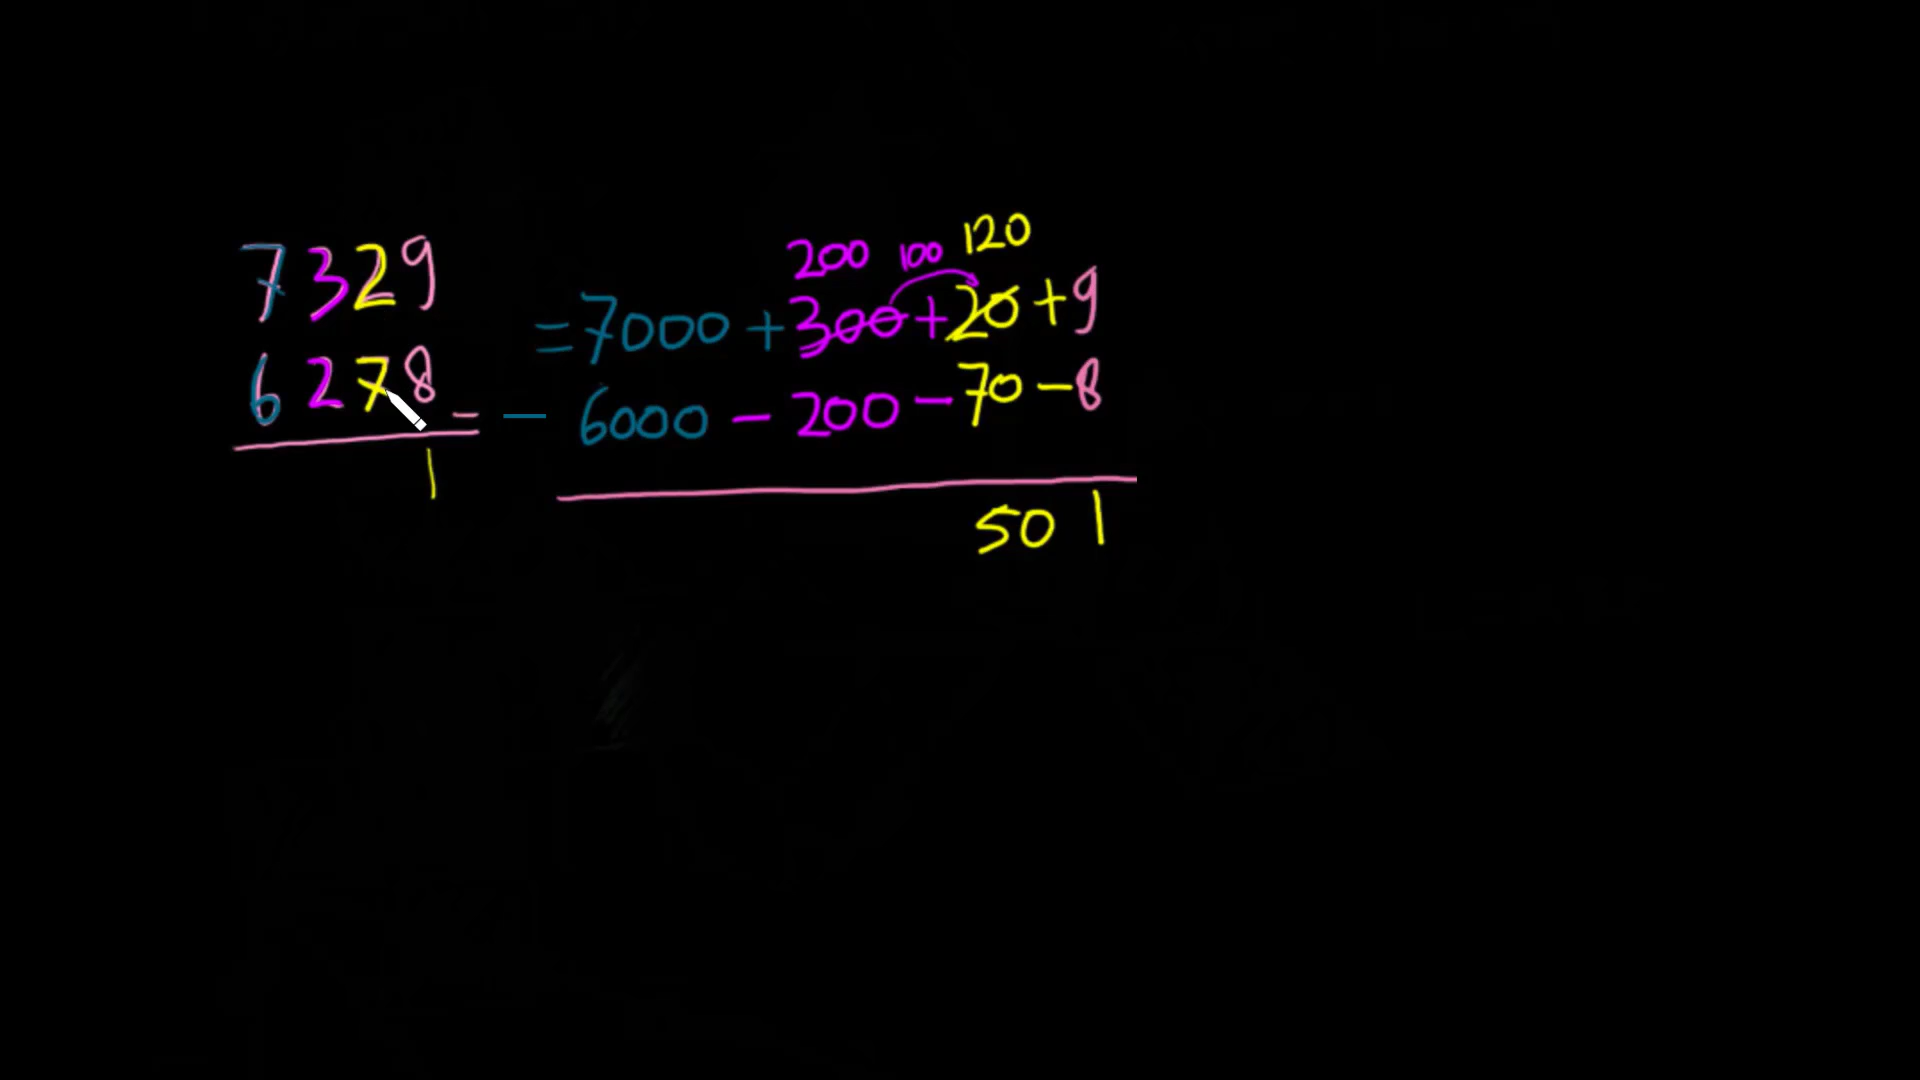 7329
6278 -
1
200 100 120
= 7000 + 300 + 20 + 9
- 6000 - 200 - 70 - 8
50 1